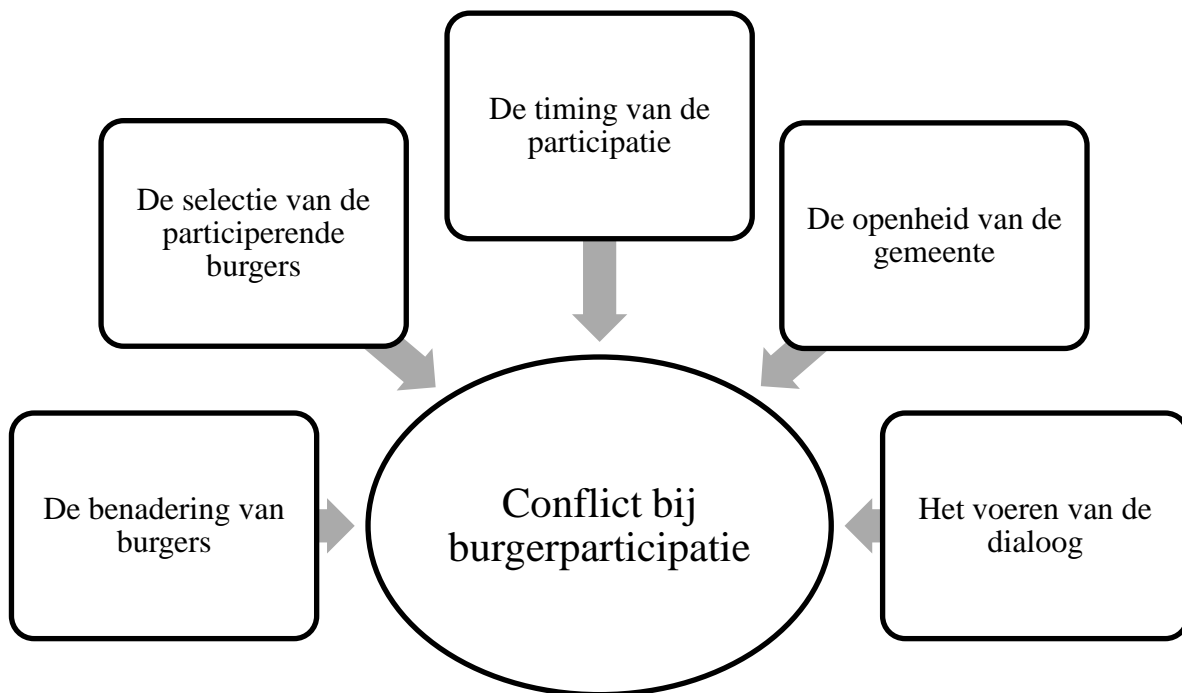 De timing van de
participatie
De selectie van de
participerende
burgers
De openheid van de
gemeente
De benadering van
burgers
Conflict bij
burgerparticipatie
Het voeren van de
dialoog